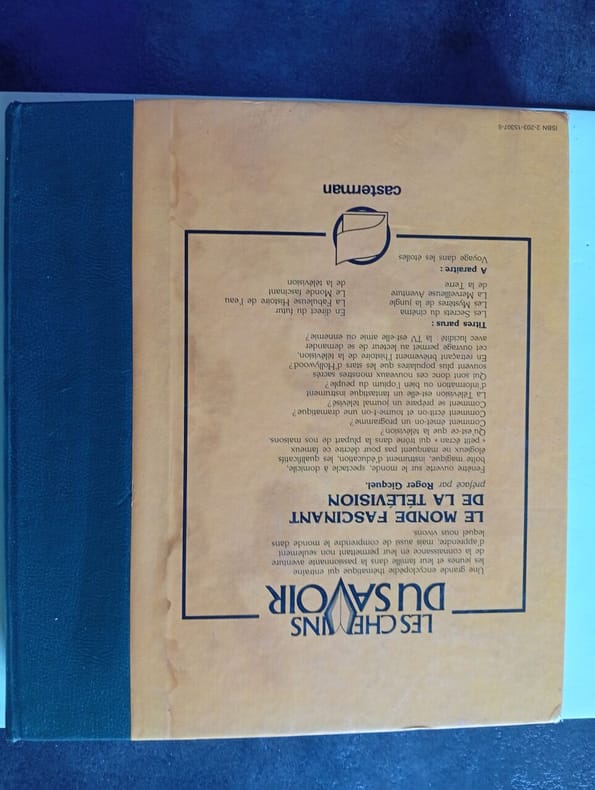 LES CHEMINS
DU SAVOIR
Une grande encyclopédie thématique qui entraîne
les jeunes et leur famille dans la passionnante aventure
de la connaissance en leur permettant non seulement
d'apprendre, mais aussi de comprendre le monde dans
lequel nous vivons.
LE MONDE FASCINANT
DE LA TÉLÉVISION
préfacé par Roger Gicquel.
Fenêtre ouverte sur le monde, spectacle à domicile,
boîte magique, instrument d'éducation, les qualificatifs
élogieux ne manquent pas pour décrire ce fameux
« petit écran » qui trône dans la plupart de nos maisons.
Qu'est-ce que la télévision?
Comment émet-on un programme?
Comment écrit-on et tourne-t-on une dramatique?
Comment se prépare un journal télévisé?
La Télévision est-elle un fantastique instrument
d'information ou bien l'opium du peuple?
Qui sont donc ces nouveaux monstres sacrés
souvent plus populaires que les stars d'Hollywood?
En retraçant brièvement l'histoire de la télévision,
cet ouvrage permet au lecteur de se demander
avec lucidité : la TV est-elle amie ou ennemie?
Titres parus :
Les Secrets du cinéma
Les Mystères de la jungle
La Merveilleuse Aventure
de la Terre
En direct du futur
La Fabuleuse Histoire de l'eau
Le Monde fascinant
de la télévision
A paraître :
Voyage dans les étoiles
casterman
ISBN 2-203-15307-5